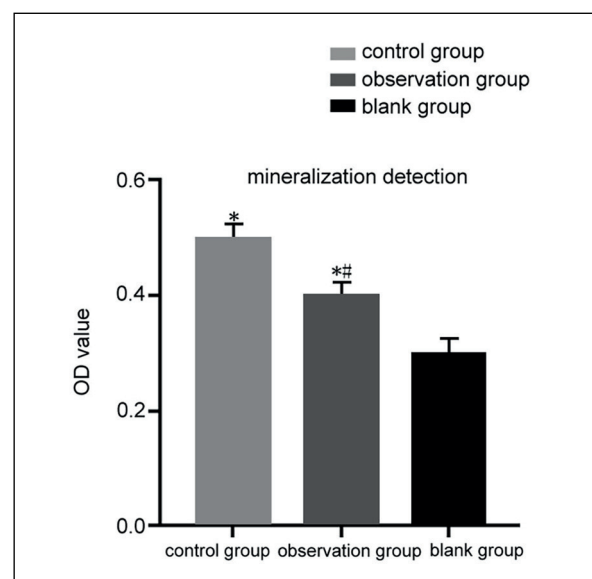 control group
observation group
blank group
mineralization detection
0.6
*
*#
0.4
OD value
0.2
0.0
control group observation group blank group